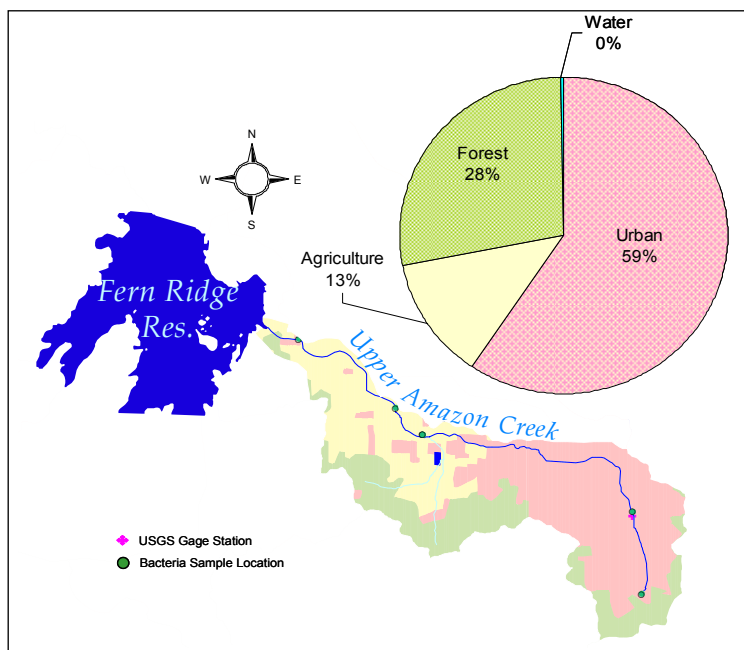 Water
0%
Forest
28%
Urban
59%
Agriculture
13%
N
W
E
S
Fern Ridge
Res.
Upper Amazon Creek
USGS Gage Station
Bacteria Sample Location